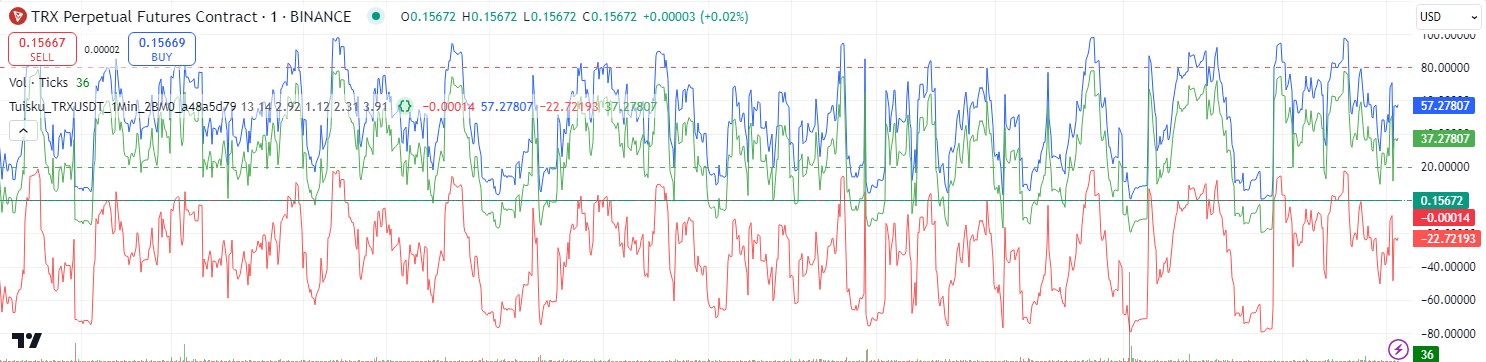 TRX Perpetual Futures Contract · 1 · BINANCE O0.15672 H0.15672 L0.15672 C0.15672 +0.00003 (+0.02%)
USD
0.15667 SELL
0.00002
0.15669 BUY
Vol · Ticks 36
Tuisku_TRXUSDT_1Min_2BM0_a48a5d79 13 14 2.92 1.12 2.31 3.91 −0.00014 57.27807 −22.72193 37.27807
100.00000
80.00000
57.27807
37.27807
20.00000
0.15672
−0.00014
−22.72193
−40.00000
−60.00000
−80.00000
36